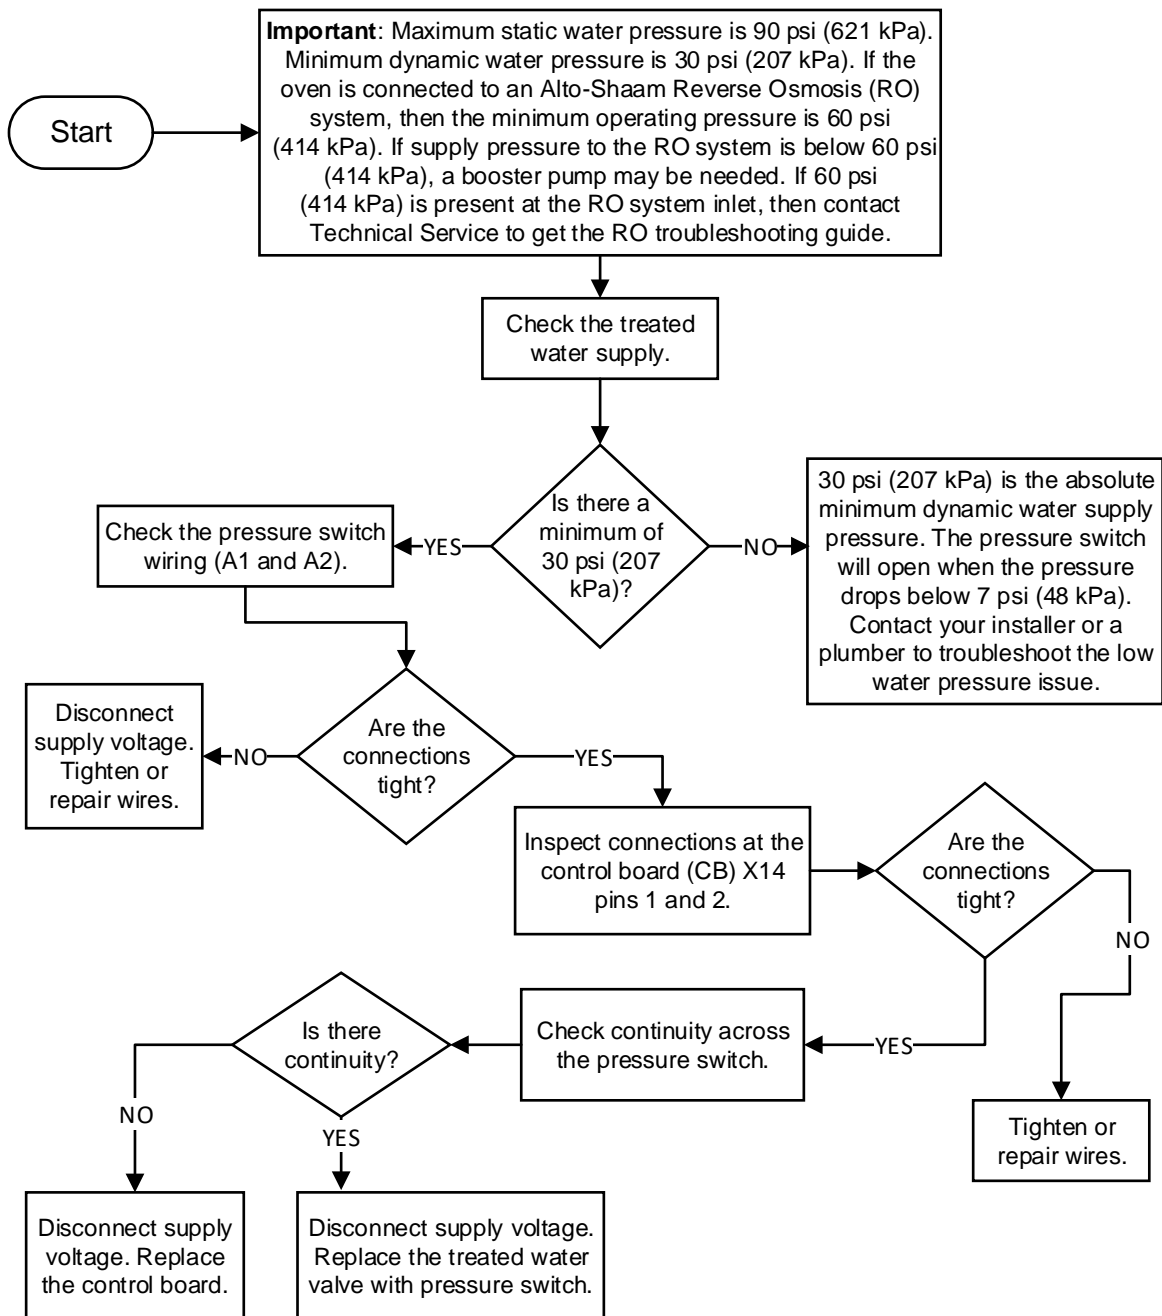 Start
Important: Maximum static water pressure is 90 psi (621 kPa).
Minimum dynamic water pressure is 30 psi (207 kPa). If the
oven is connected to an Alto-Shaam Reverse Osmosis (RO)
system, then the minimum operating pressure is 60 psi
(414 kPa). If supply pressure to the RO system is below 60 psi
(414 kPa), a booster pump may be needed. If 60 psi
(414 kPa) is present at the RO system inlet, then contact
Technical Service to get the RO troubleshooting guide.
Check the treated
water supply.
Is there a
minimum of
30 psi (207
kPa)?
YES
NO
Check the pressure switch
wiring (A1 and A2).
30 psi (207 kPa) is the absolute
minimum dynamic water supply
pressure. The pressure switch
will open when the pressure
drops below 7 psi (48 kPa).
Contact your installer or a
plumber to troubleshoot the low
water pressure issue.
Are the
connections
tight?
NO
YES
Disconnect
supply voltage.
Tighten or
repair wires.
Inspect connections at the
control board (CB) X14
pins 1 and 2.
Are the
connections
tight?
NO
YES
Tighten or
repair wires.
Check continuity across
the pressure switch.
Is there
continuity?
NO
YES
Disconnect supply
voltage. Replace
the control board.
Disconnect supply voltage.
Replace the treated water
valve with pressure switch.